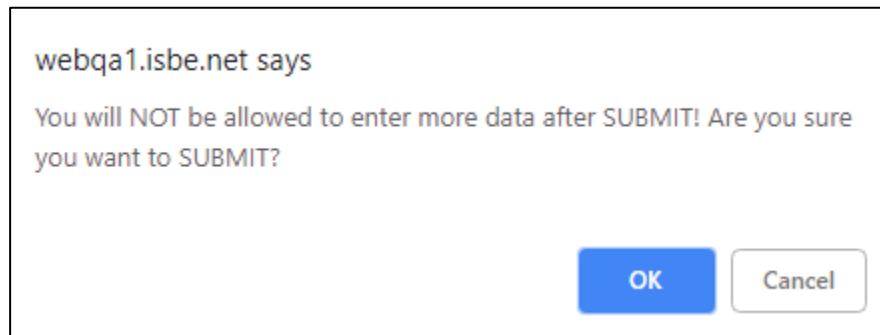 webqa1.isbe.net says
You will NOT be allowed to enter more data after SUBMIT! Are you sure
you want to SUBMIT?
OK
Cancel